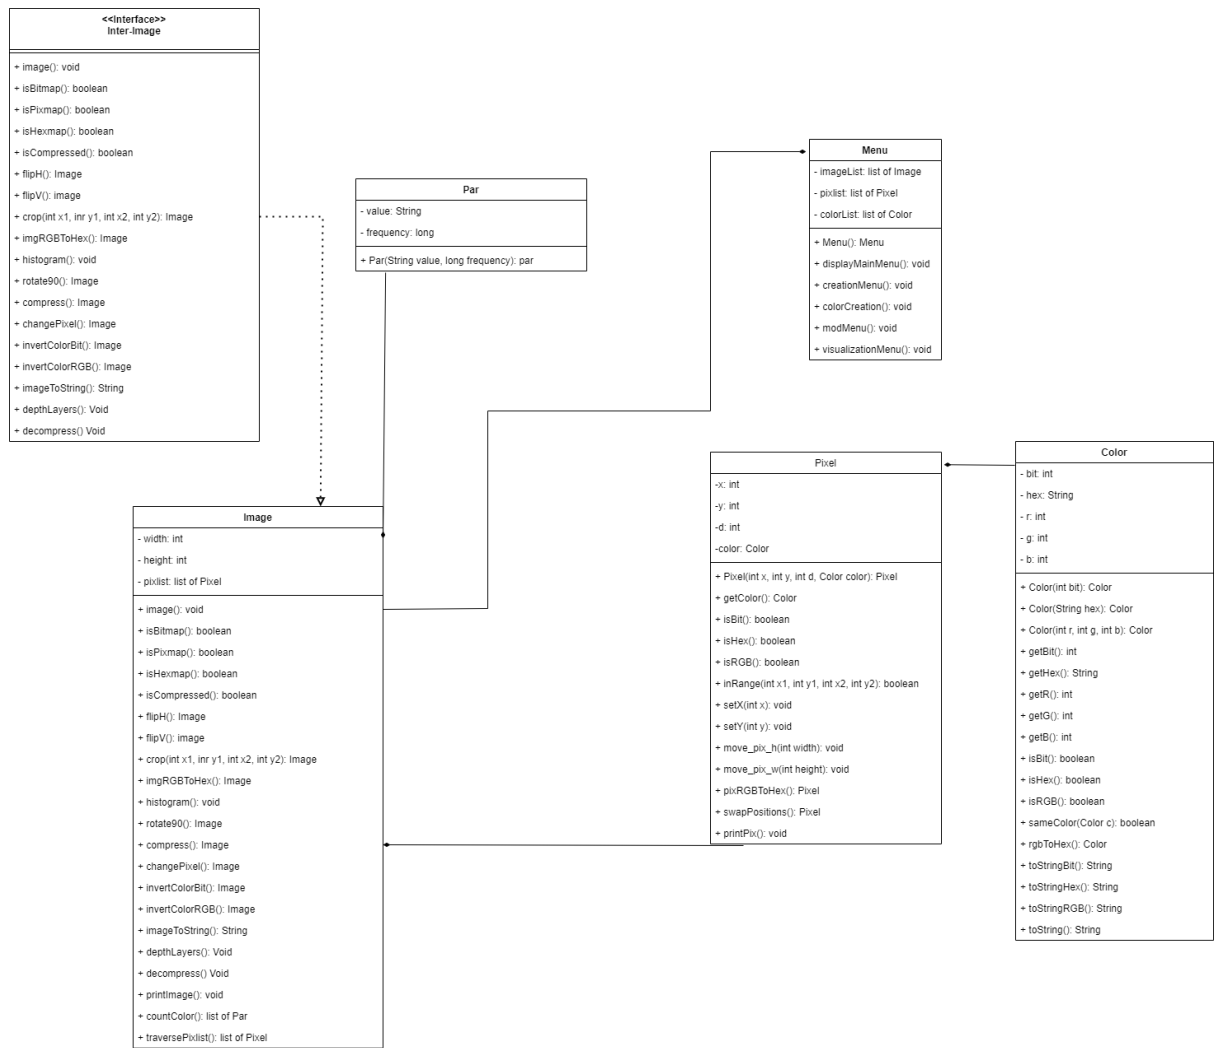 <<Interface>>
Inter-Image
+ image(): void
+ isBitmap(): boolean
+ isPixmap(): boolean
+ isHexmap(): boolean
+ isCompressed(): boolean
+ flipH(): Image
+ flipV(): image
+ crop(int x1, inr y1, int x2, int y2): Image
+ imgRGBToHex(): Image
+ histogram(): void
+ rotate90(): Image
+ compress(): Image
+ changePixel(): Image
+ invertColorBit(): Image
+ invertColorRGB(): Image
+ imageToString(): String
+ depthLayers(): Void
+ decompress() Void
Par
- value: String
- frequency: long
+ Par(String value, long frequency): par
Menu
- imageList: list of Image
- pixlist: list of Pixel
- colorList: list of Color
+ Menu(): Menu
+ displayMainMenu(): void
+ creationMenu(): void
+ colorCreation(): void
+ modMenu(): void
+ visualizationMenu(): void
Image
- width: int
- height: int
- pixlist: list of Pixel
+ image(): void
+ isBitmap(): boolean
+ isPixmap(): boolean
+ isHexmap(): boolean
+ isCompressed(): boolean
+ flipH(): Image
+ flipV(): image
+ crop(int x1, inr y1, int x2, int y2): Image
+ imgRGBToHex(): Image
+ histogram(): void
+ rotate90(): Image
+ compress(): Image
+ changePixel(): Image
+ invertColorBit(): Image
+ invertColorRGB(): Image
+ imageToString(): String
+ depthLayers(): Void
+ decompress() Void
+ printImage(): void
+ countColor(): list of Par
+ traversePixlist(): list of Pixel
Pixel
-x: int
-y: int
-d: int
-color: Color
+ Pixel(int x, int y, int d, Color color): Pixel
+ getColor(): Color
+ isBit(): boolean
+ isHex(): boolean
+ isRGB(): boolean
+ inRange(int x1, int y1, int x2, int y2): boolean
+ setX(int x): void
+ setY(int y): void
+ move_pix_h(int width): void
+ move_pix_w(int height): void
+ pixRGBToHex(): Pixel
+ swapPositions(): Pixel
+ printPix(): void
Color
- bit: int
- hex: String
- r: int
- g: int
- b: int
+ Color(int bit): Color
+ Color(String hex): Color
+ Color(int r, int g, int b): Color
+ getBit(): int
+ getHex(): String
+ getR(): int
+ getG(): int
+ getB(): int
+ isBit(): boolean
+ isHex(): boolean
+ isRGB(): boolean
+ sameColor(Color c): boolean
+ rgbToHex(): Color
+ toStringBit(): String
+ toStringHex(): String
+ toStringRGB(): String
+ toString(): String